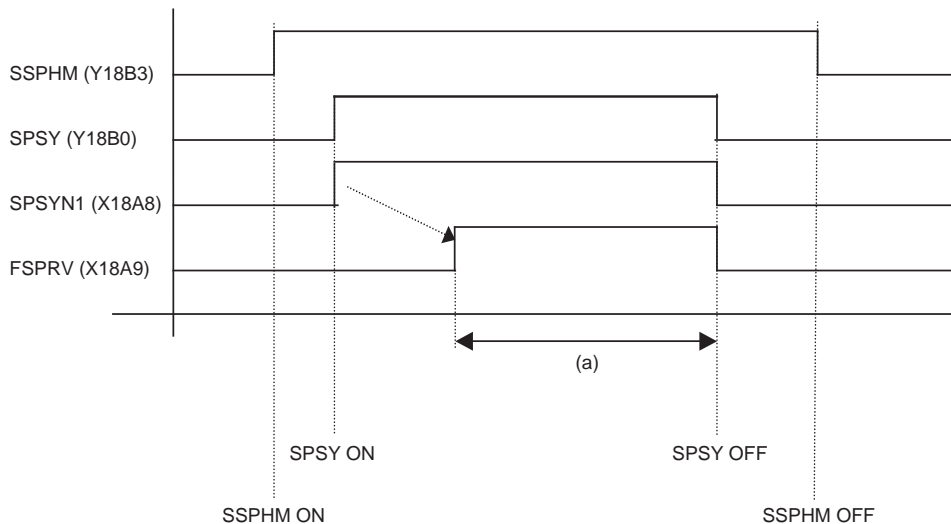 SSPHM (Y18B3)
SPSY (Y18B0)
SPSYN1 (X18A8)
FSPRV (X18A9)
(a)
SPSY ON
SPSY OFF
SSPHM ON
SSPHM OFF